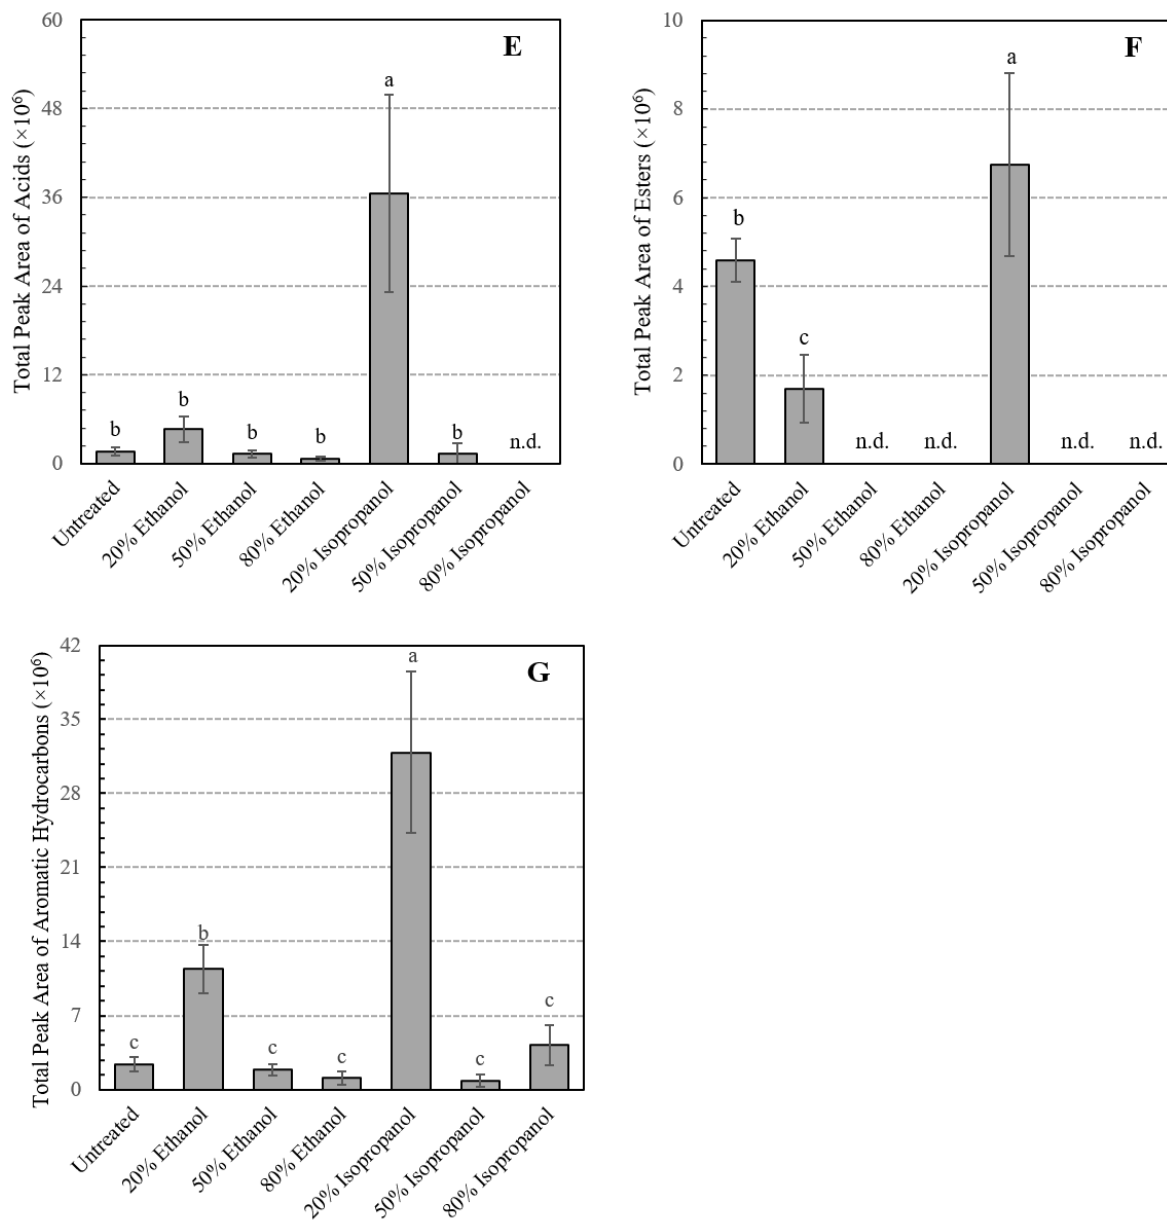 Total Peak Area of Acids (×10⁶)
60
48
36
24
12
0
E
b
b
b
b
a
b
n.d.
Untreated
20% Ethanol
50% Ethanol
80% Ethanol
20% Isopropanol
50% Isopropanol
80% Isopropanol
Total Peak Area of Esters (×10⁶)
10
8
6
4
2
0
F
b
c
n.d.
n.d.
a
n.d.
n.d.
Untreated
20% Ethanol
50% Ethanol
80% Ethanol
20% Isopropanol
50% Isopropanol
80% Isopropanol
Total Peak Area of Aromatic Hydrocarbons (×10⁶)
42
35
28
21
14
7
0
G
c
b
c
c
a
c
c
Untreated
20% Ethanol
50% Ethanol
80% Ethanol
20% Isopropanol
50% Isopropanol
80% Isopropanol